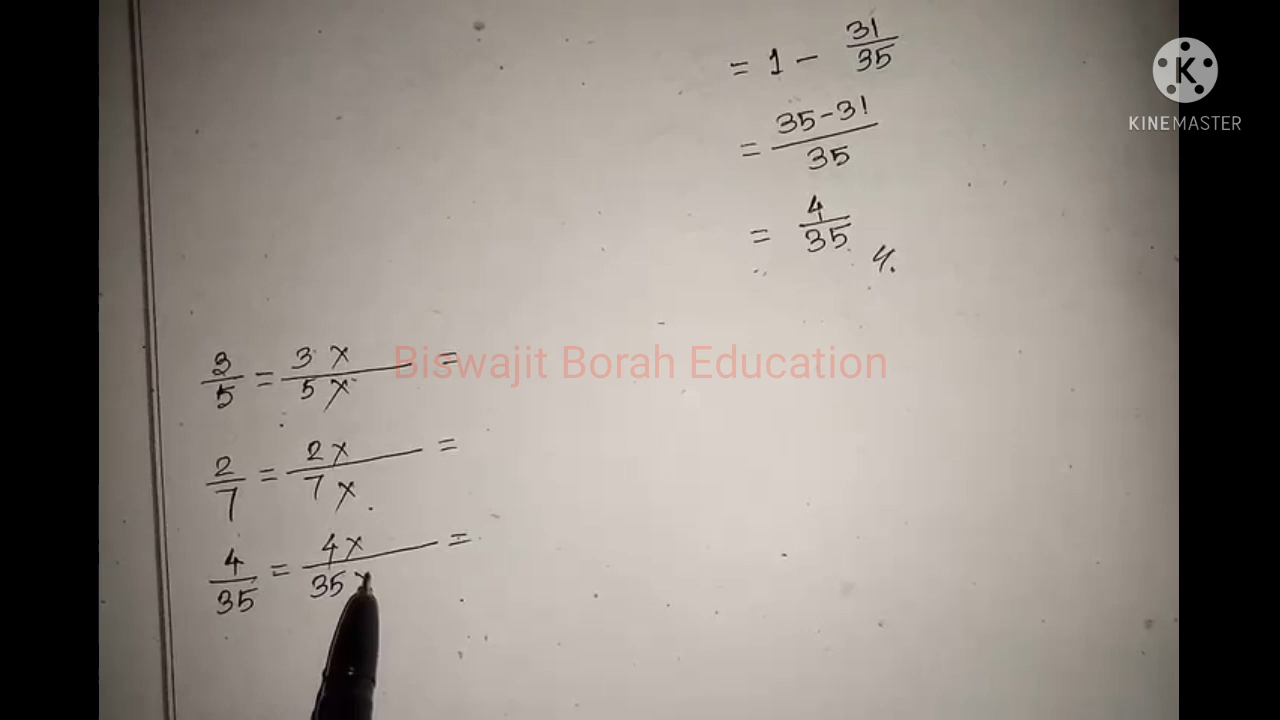 = 1 - 31/35
= 35-31/35
= 4/35
K
KINEMASTER
3/5 = 3×/5× =
Biswajit Borah Education
2/7 = 2×/7× =
4/35 = 4×/35× =